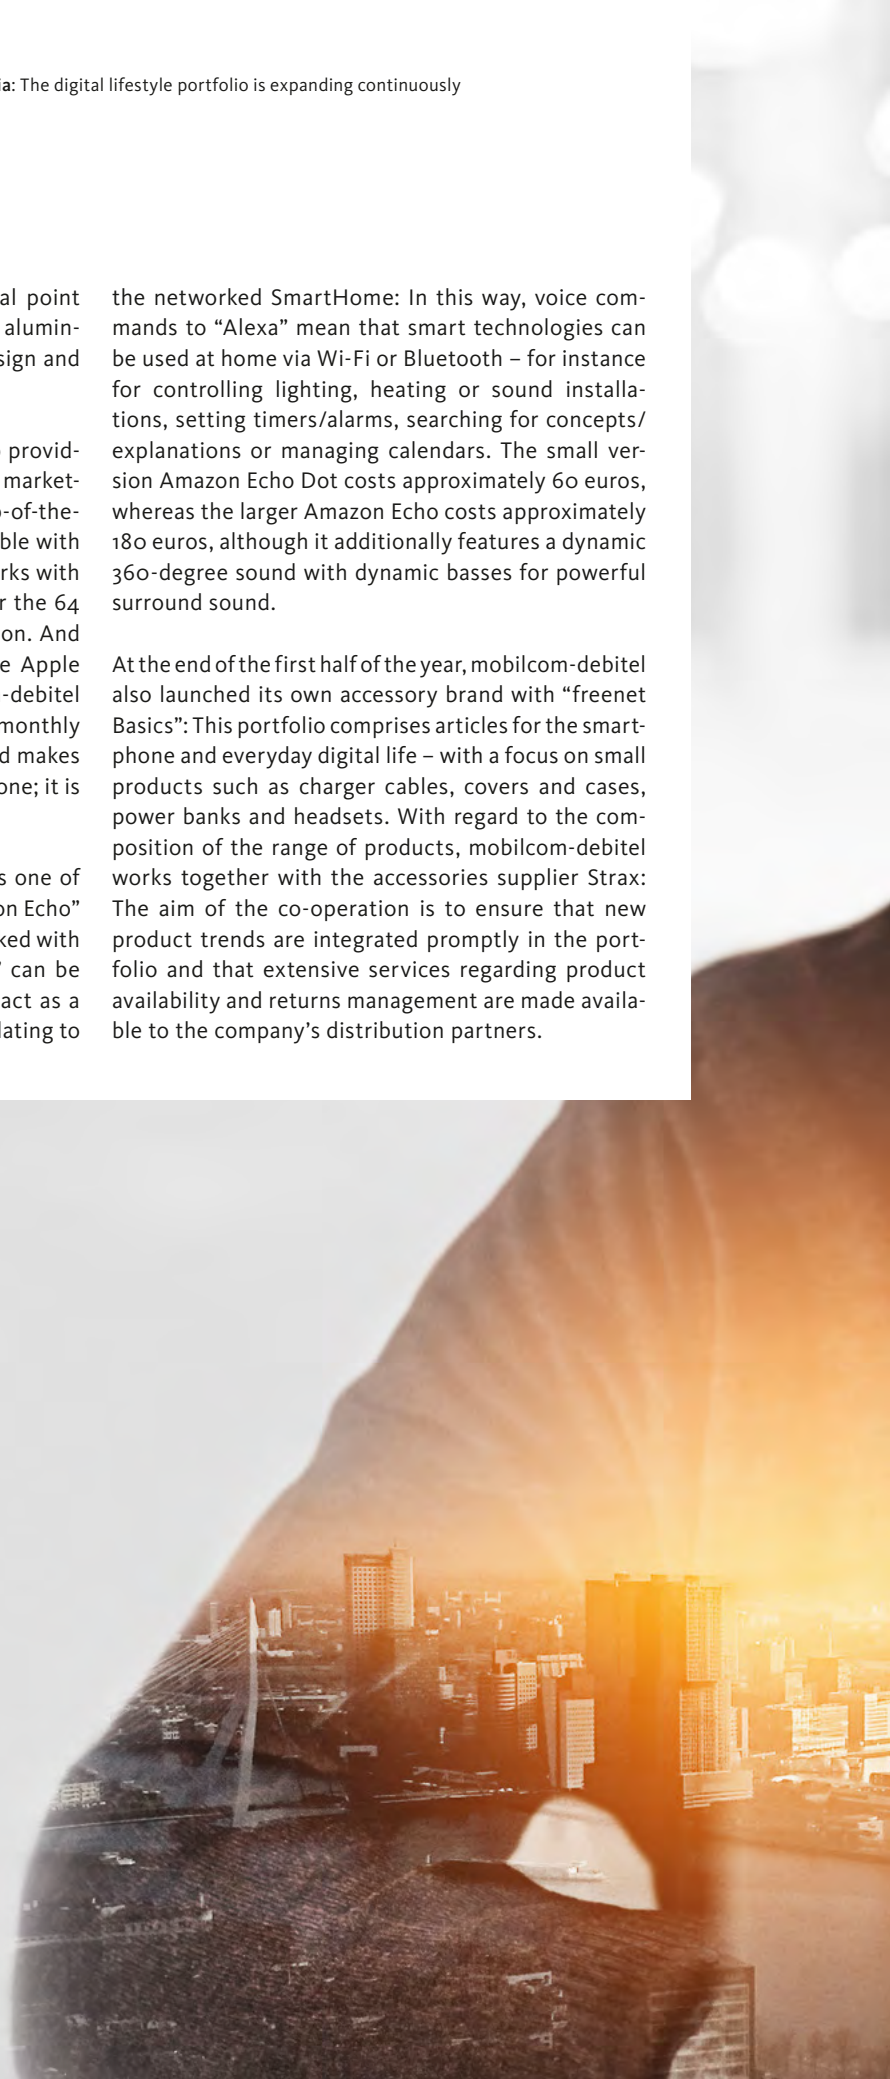 ia: The digital lifestyle portfolio is expanding continuously
al point
alumin-
sign and
provid-
market-
-of-the-
ble with
rks with
r the 64
on. And
e Apple
-debitel
monthly
d makes
one; it is
s one of
on Echo”
ked with
” can be
act as a
lating to
the networked SmartHome: In this way, voice com-
mands to “Alexa” mean that smart technologies can
be used at home via Wi-Fi or Bluetooth – for instance
for controlling lighting, heating or sound installa-
tions, setting timers/alarms, searching for concepts/
explanations or managing calendars. The small ver-
sion Amazon Echo Dot costs approximately 60 euros,
whereas the larger Amazon Echo costs approximately
180 euros, although it additionally features a dynamic
360-degree sound with dynamic basses for powerful
surround sound.
At the end of the first half of the year, mobilcom-debitel
also launched its own accessory brand with “freenet
Basics”: This portfolio comprises articles for the smart-
phone and everyday digital life – with a focus on small
products such as charger cables, covers and cases,
power banks and headsets. With regard to the com-
position of the range of products, mobilcom-debitel
works together with the accessories supplier Strax:
The aim of the co-operation is to ensure that new
product trends are integrated promptly in the port-
folio and that extensive services regarding product
availability and returns management are made availa-
ble to the company’s distribution partners.